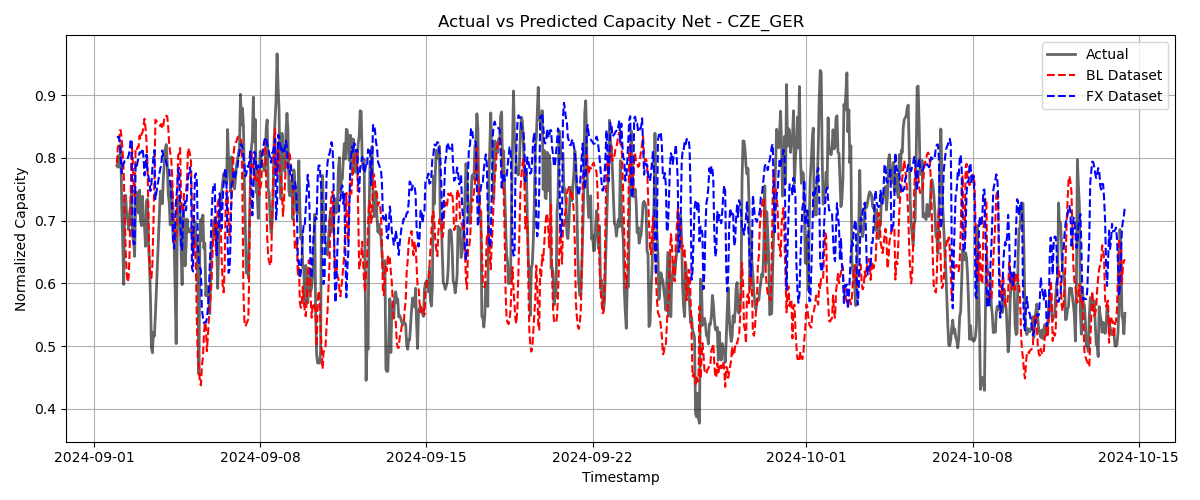 Actual vs Predicted Capacity Net - CZE_GER
Normalized Capacity
0.9
0.8
0.7
0.6
0.5
0.4
Actual
BL Dataset
FX Dataset
2024-09-01
2024-09-08
2024-09-15
2024-09-22
2024-10-01
2024-10-08
2024-10-15
Timestamp